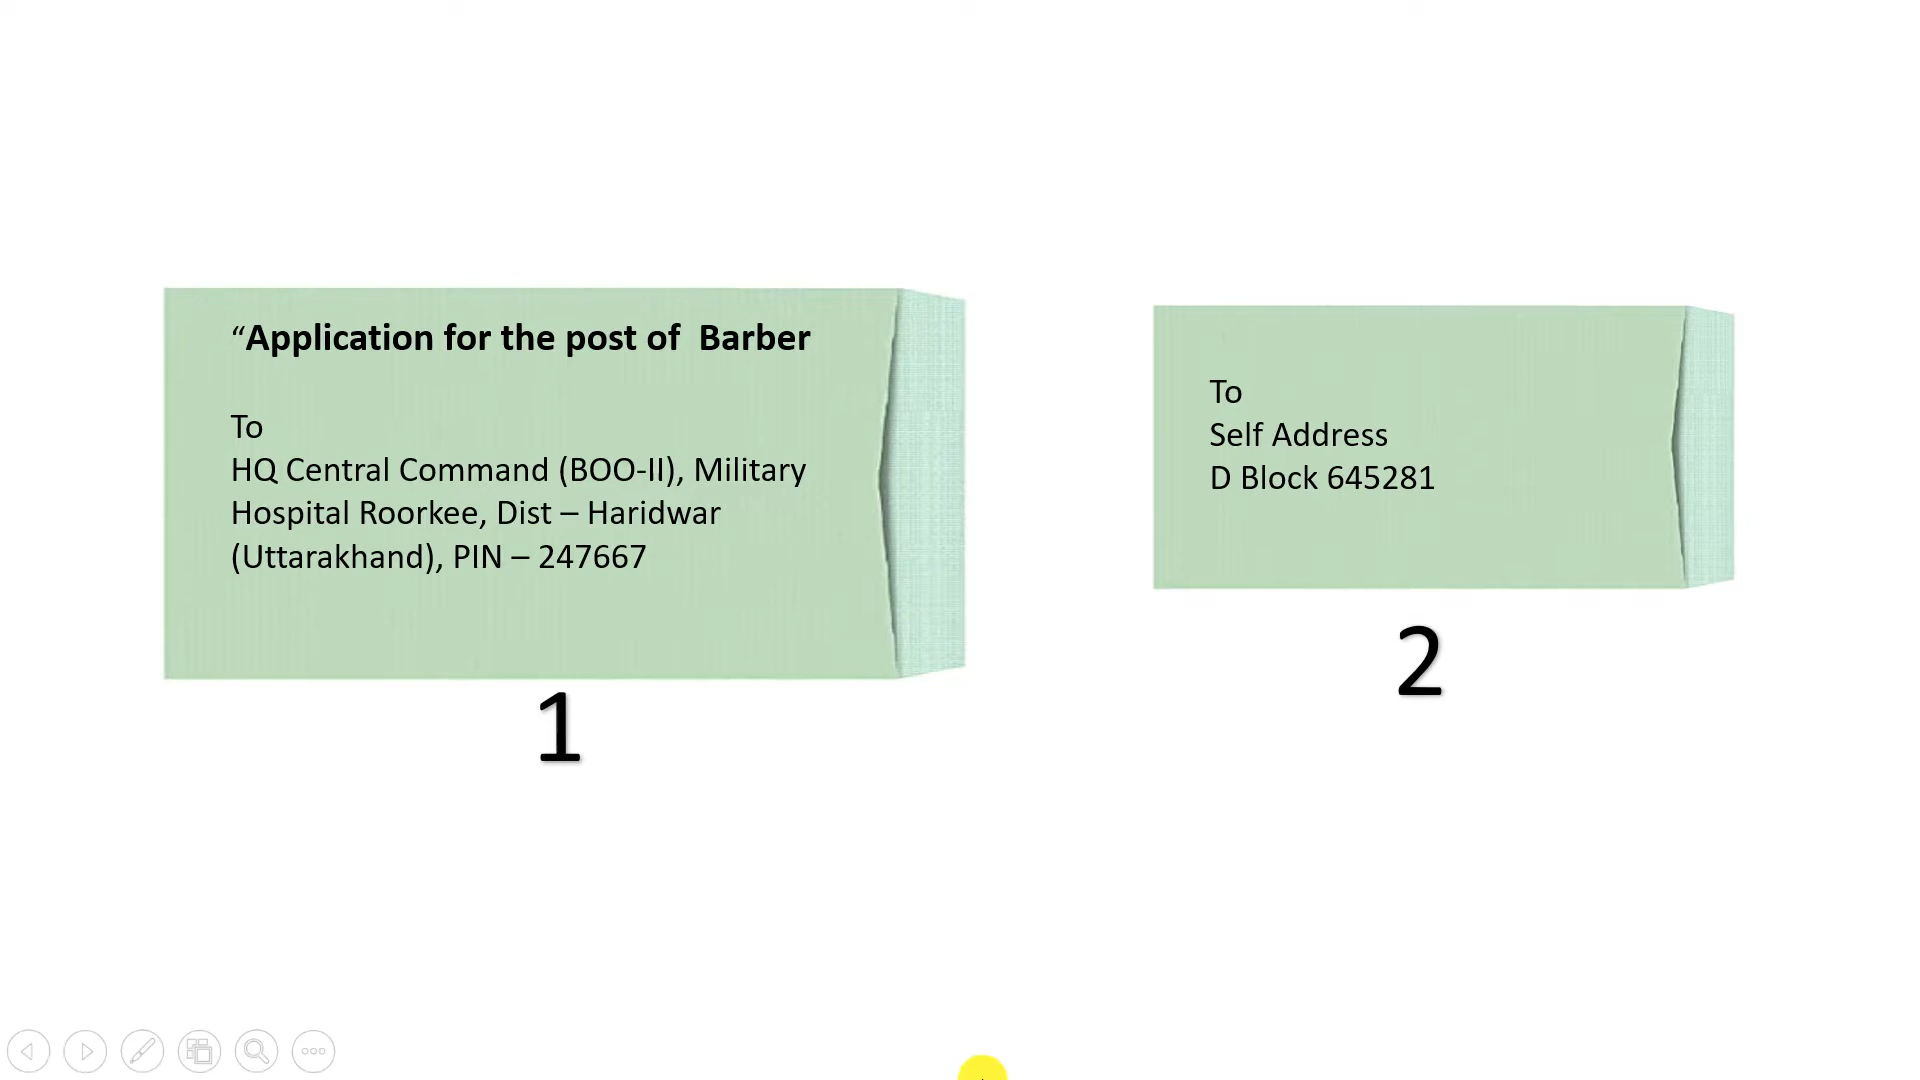 “Application for the post of  Barber
To
HQ Central Command (BOO-II), Military
Hospital Roorkee, Dist – Haridwar
(Uttarakhand), PIN – 247667
1
To
Self Address
D Block 645281
2